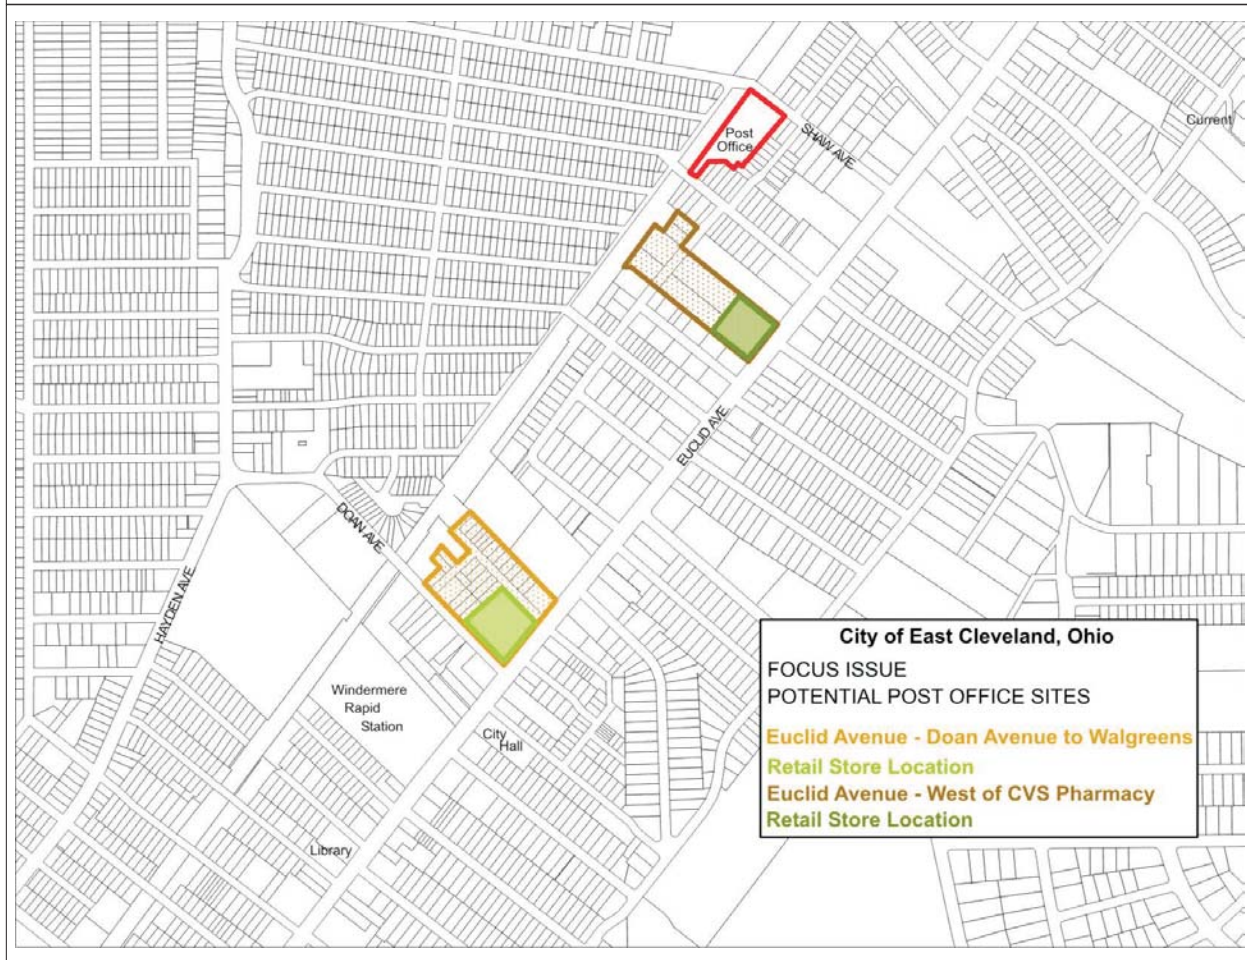 Current
Post
Office
SHAW AVE
EUCLID AVE
DOAN AVE
HAYDEN AVE
Windermere
Rapid
Station
City
Hall
Library
City of East Cleveland, Ohio
FOCUS ISSUE
POTENTIAL POST OFFICE SITES
Euclid Avenue - Doan Avenue to Walgreens
Retail Store Location
Euclid Avenue - West of CVS Pharmacy
Retail Store Location